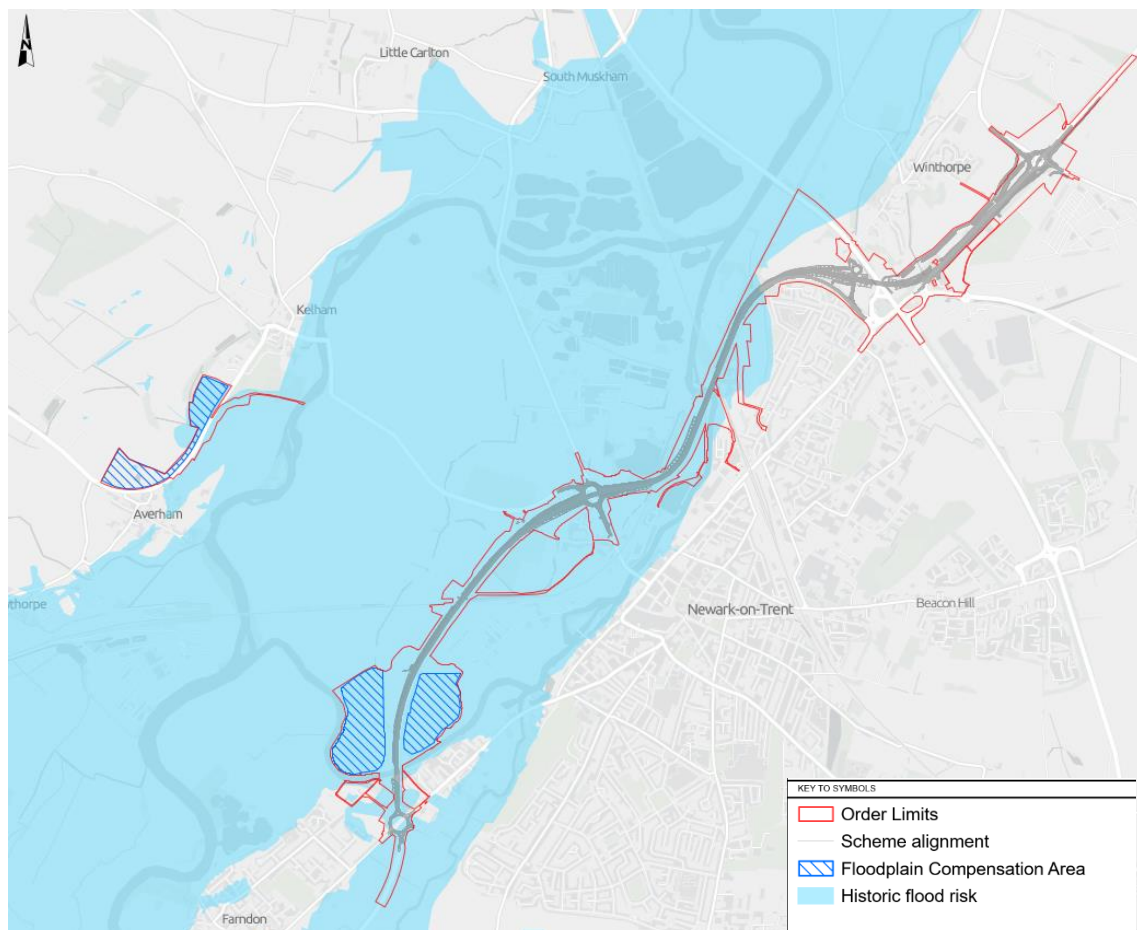 N
Little Carlton
South Muskham
Winthorpe
Kelham
Averham
Newark-on-Trent
Beacon Hill
Farndon
KEY TO SYMBOLS
Order Limits
Scheme alignment
Floodplain Compensation Area
Historic flood risk